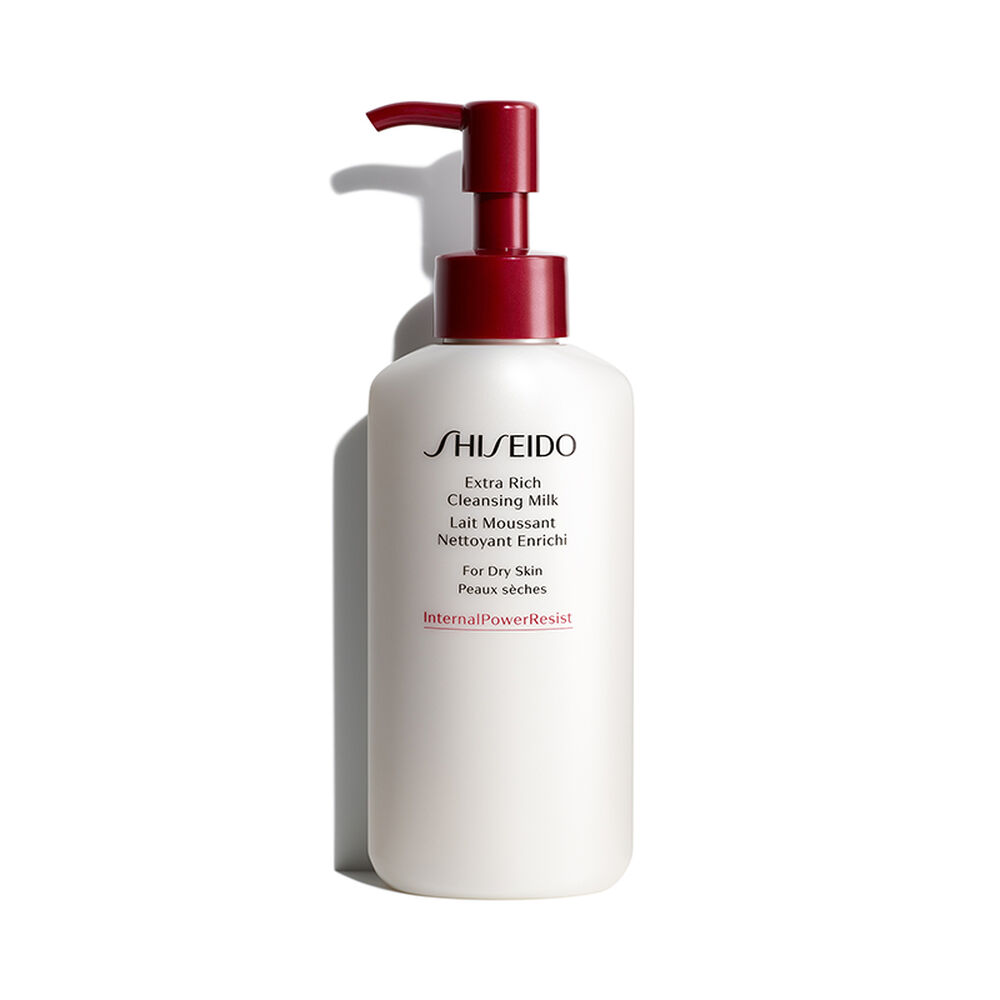 SHISEIDO
Extra Rich
Cleansing Milk
Lait Moussant
Nettoyant Enrichi
For Dry Skin
Peaux sèches
InternalPowerResist